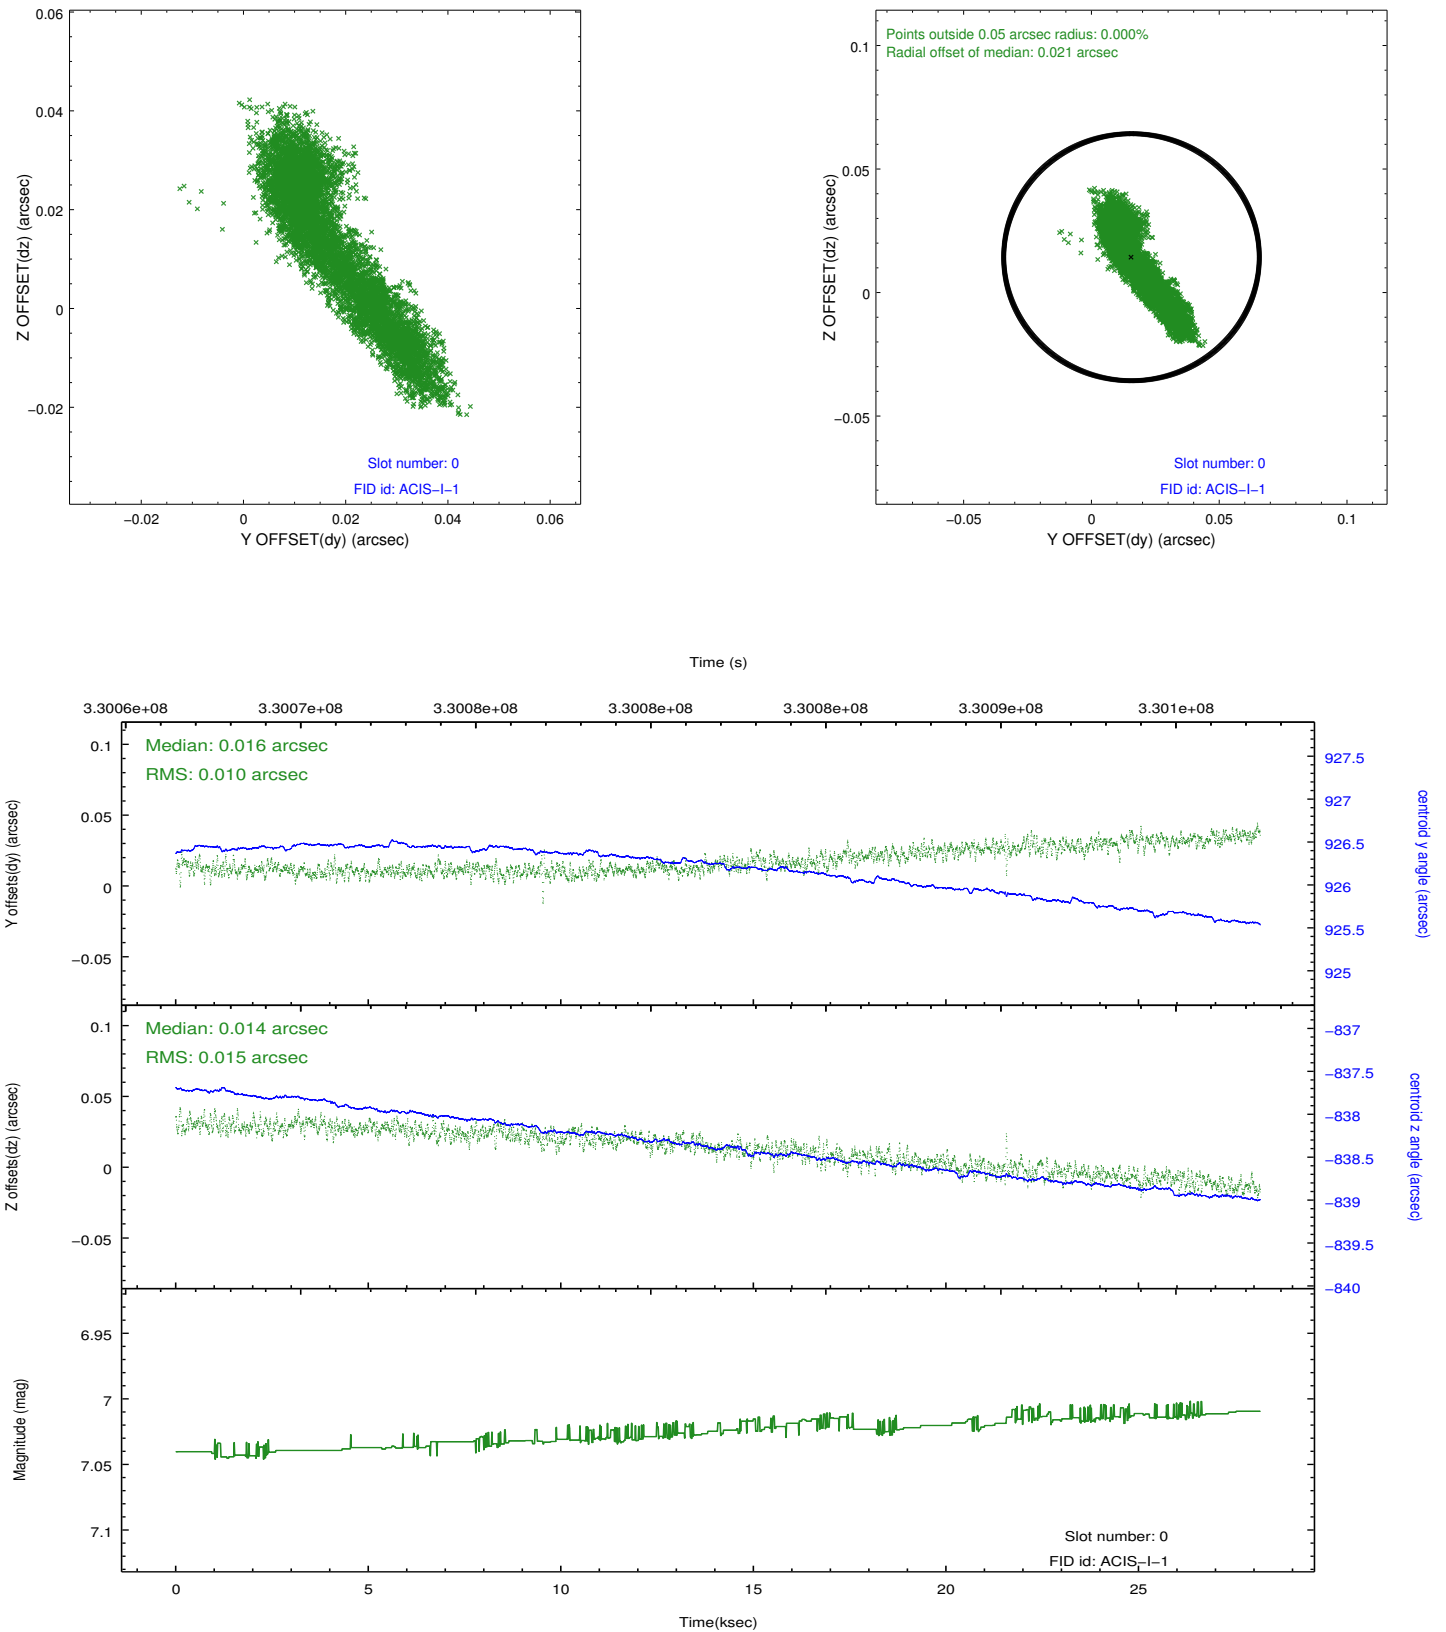 0.06
0.04
0.02
0
−0.02
Z OFFSET(dz) (arcsec)
Slot number: 0
FID id: ACIS−I−1
−0.02 0 0.02 0.04 0.06
Y OFFSET(dy) (arcsec)
Points outside 0.05 arcsec radius: 0.000%
Radial offset of median: 0.021 arcsec
0.1
0.05
0
−0.05
Z OFFSET(dz) (arcsec)
Slot number: 0
FID id: ACIS−I−1
−0.05 0 0.05 0.1
Y OFFSET(dy) (arcsec)
Time (s)
3.3006e+08 3.3007e+08 3.3008e+08 3.3008e+08 3.3008e+08 3.3009e+08 3.301e+08
Median: 0.016 arcsec
RMS: 0.010 arcsec
0.1
0.05
0
−0.05
Y offsets(dy) (arcsec)
927.5
927
926.5
926
925.5
925
centroid y angle (arcsec)
Median: 0.014 arcsec
RMS: 0.015 arcsec
0.1
0.05
0
−0.05
Z offsets(dz) (arcsec)
−837
−837.5
−838
−838.5
−839
−839.5
−840
centroid z angle (arcsec)
6.95
7
7.05
7.1
Magnitude (mag)
Slot number: 0
FID id: ACIS−I−1
0 5 10 15 20 25
Time(ksec)